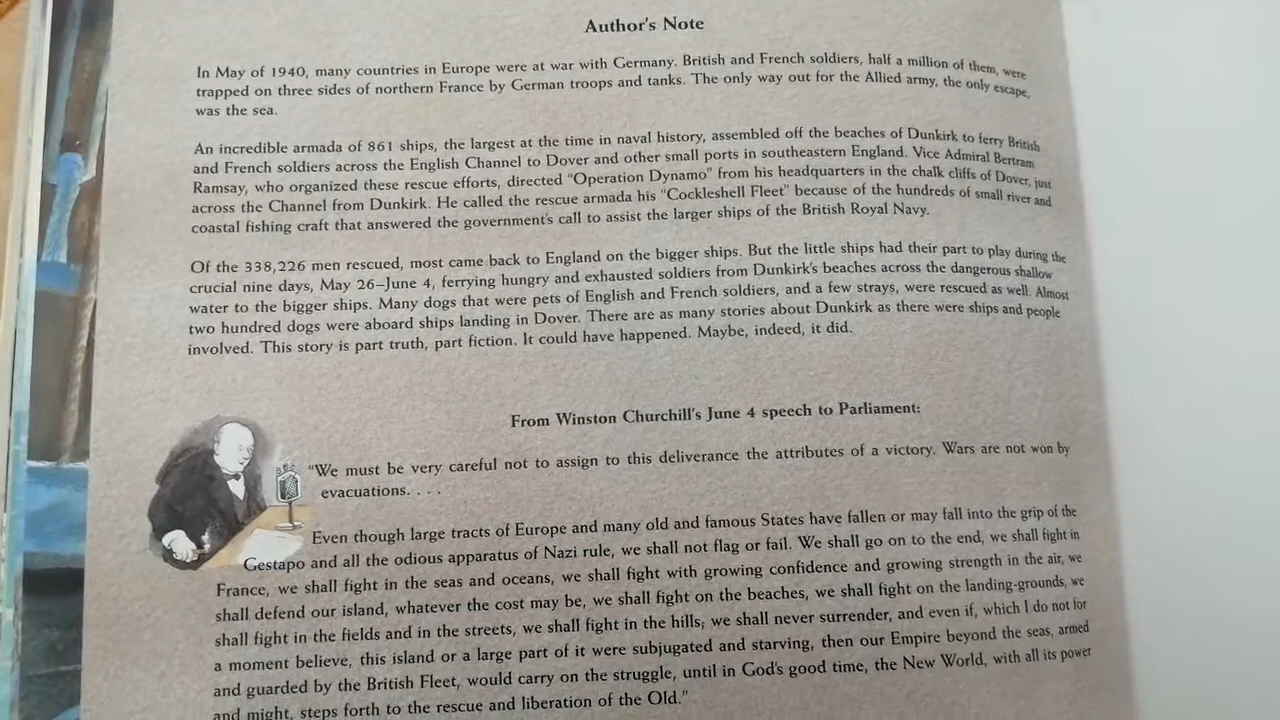 Author's Note
In May of 1940, many countries in Europe were at war with Germany. British and French soldiers, half a million of them, were
trapped on three sides of northern France by German troops and tanks. The only way out for the Allied army, the only escape,
was the sea.
An incredible armada of 861 ships, the largest at the time in naval history, assembled off the beaches of Dunkirk to ferry British
and French soldiers across the English Channel to Dover and other small ports in southeastern England. Vice Admiral Bertram
Ramsay, who organized these rescue efforts, directed "Operation Dynamo" from his headquarters in the chalk cliffs of Dover, just
across the Channel from Dunkirk. He called the rescue armada his "Cockleshell Fleet" because of the hundreds of small river and
coastal fishing craft that answered the government's call to assist the larger ships of the British Royal Navy.
Of the 338,226 men rescued, most came back to England on the bigger ships. But the little ships had their part to play during the
crucial nine days, May 26–June 4, ferrying hungry and exhausted soldiers from Dunkirk's beaches across the dangerous shallow
water to the bigger ships. Many dogs that were pets of English and French soldiers, and a few strays, were rescued as well. Almost
two hundred dogs were aboard ships landing in Dover. There are as many stories about Dunkirk as there were ships and people
involved. This story is part truth, part fiction. It could have happened. Maybe, indeed, it did.
From Winston Churchill's June 4 speech to Parliament:
"We must be very careful not to assign to this deliverance the attributes of a victory. Wars are not won by
evacuations. . . .
Even though large tracts of Europe and many old and famous States have fallen or may fall into the grip of the
Gestapo and all the odious apparatus of Nazi rule, we shall not flag or fail. We shall go on to the end, we shall fight in
France, we shall fight in the seas and oceans, we shall fight with growing confidence and growing strength in the air, we
shall defend our island, whatever the cost may be, we shall fight on the beaches, we shall fight on the landing-grounds, we
shall fight in the fields and in the streets, we shall fight in the hills; we shall never surrender, and even if, which I do not for
a moment believe, this island or a large part of it were subjugated and starving, then our Empire beyond the seas, armed
and guarded by the British Fleet, would carry on the struggle, until in God's good time, the New World, with all its power
and might, steps forth to the rescue and liberation of the Old."